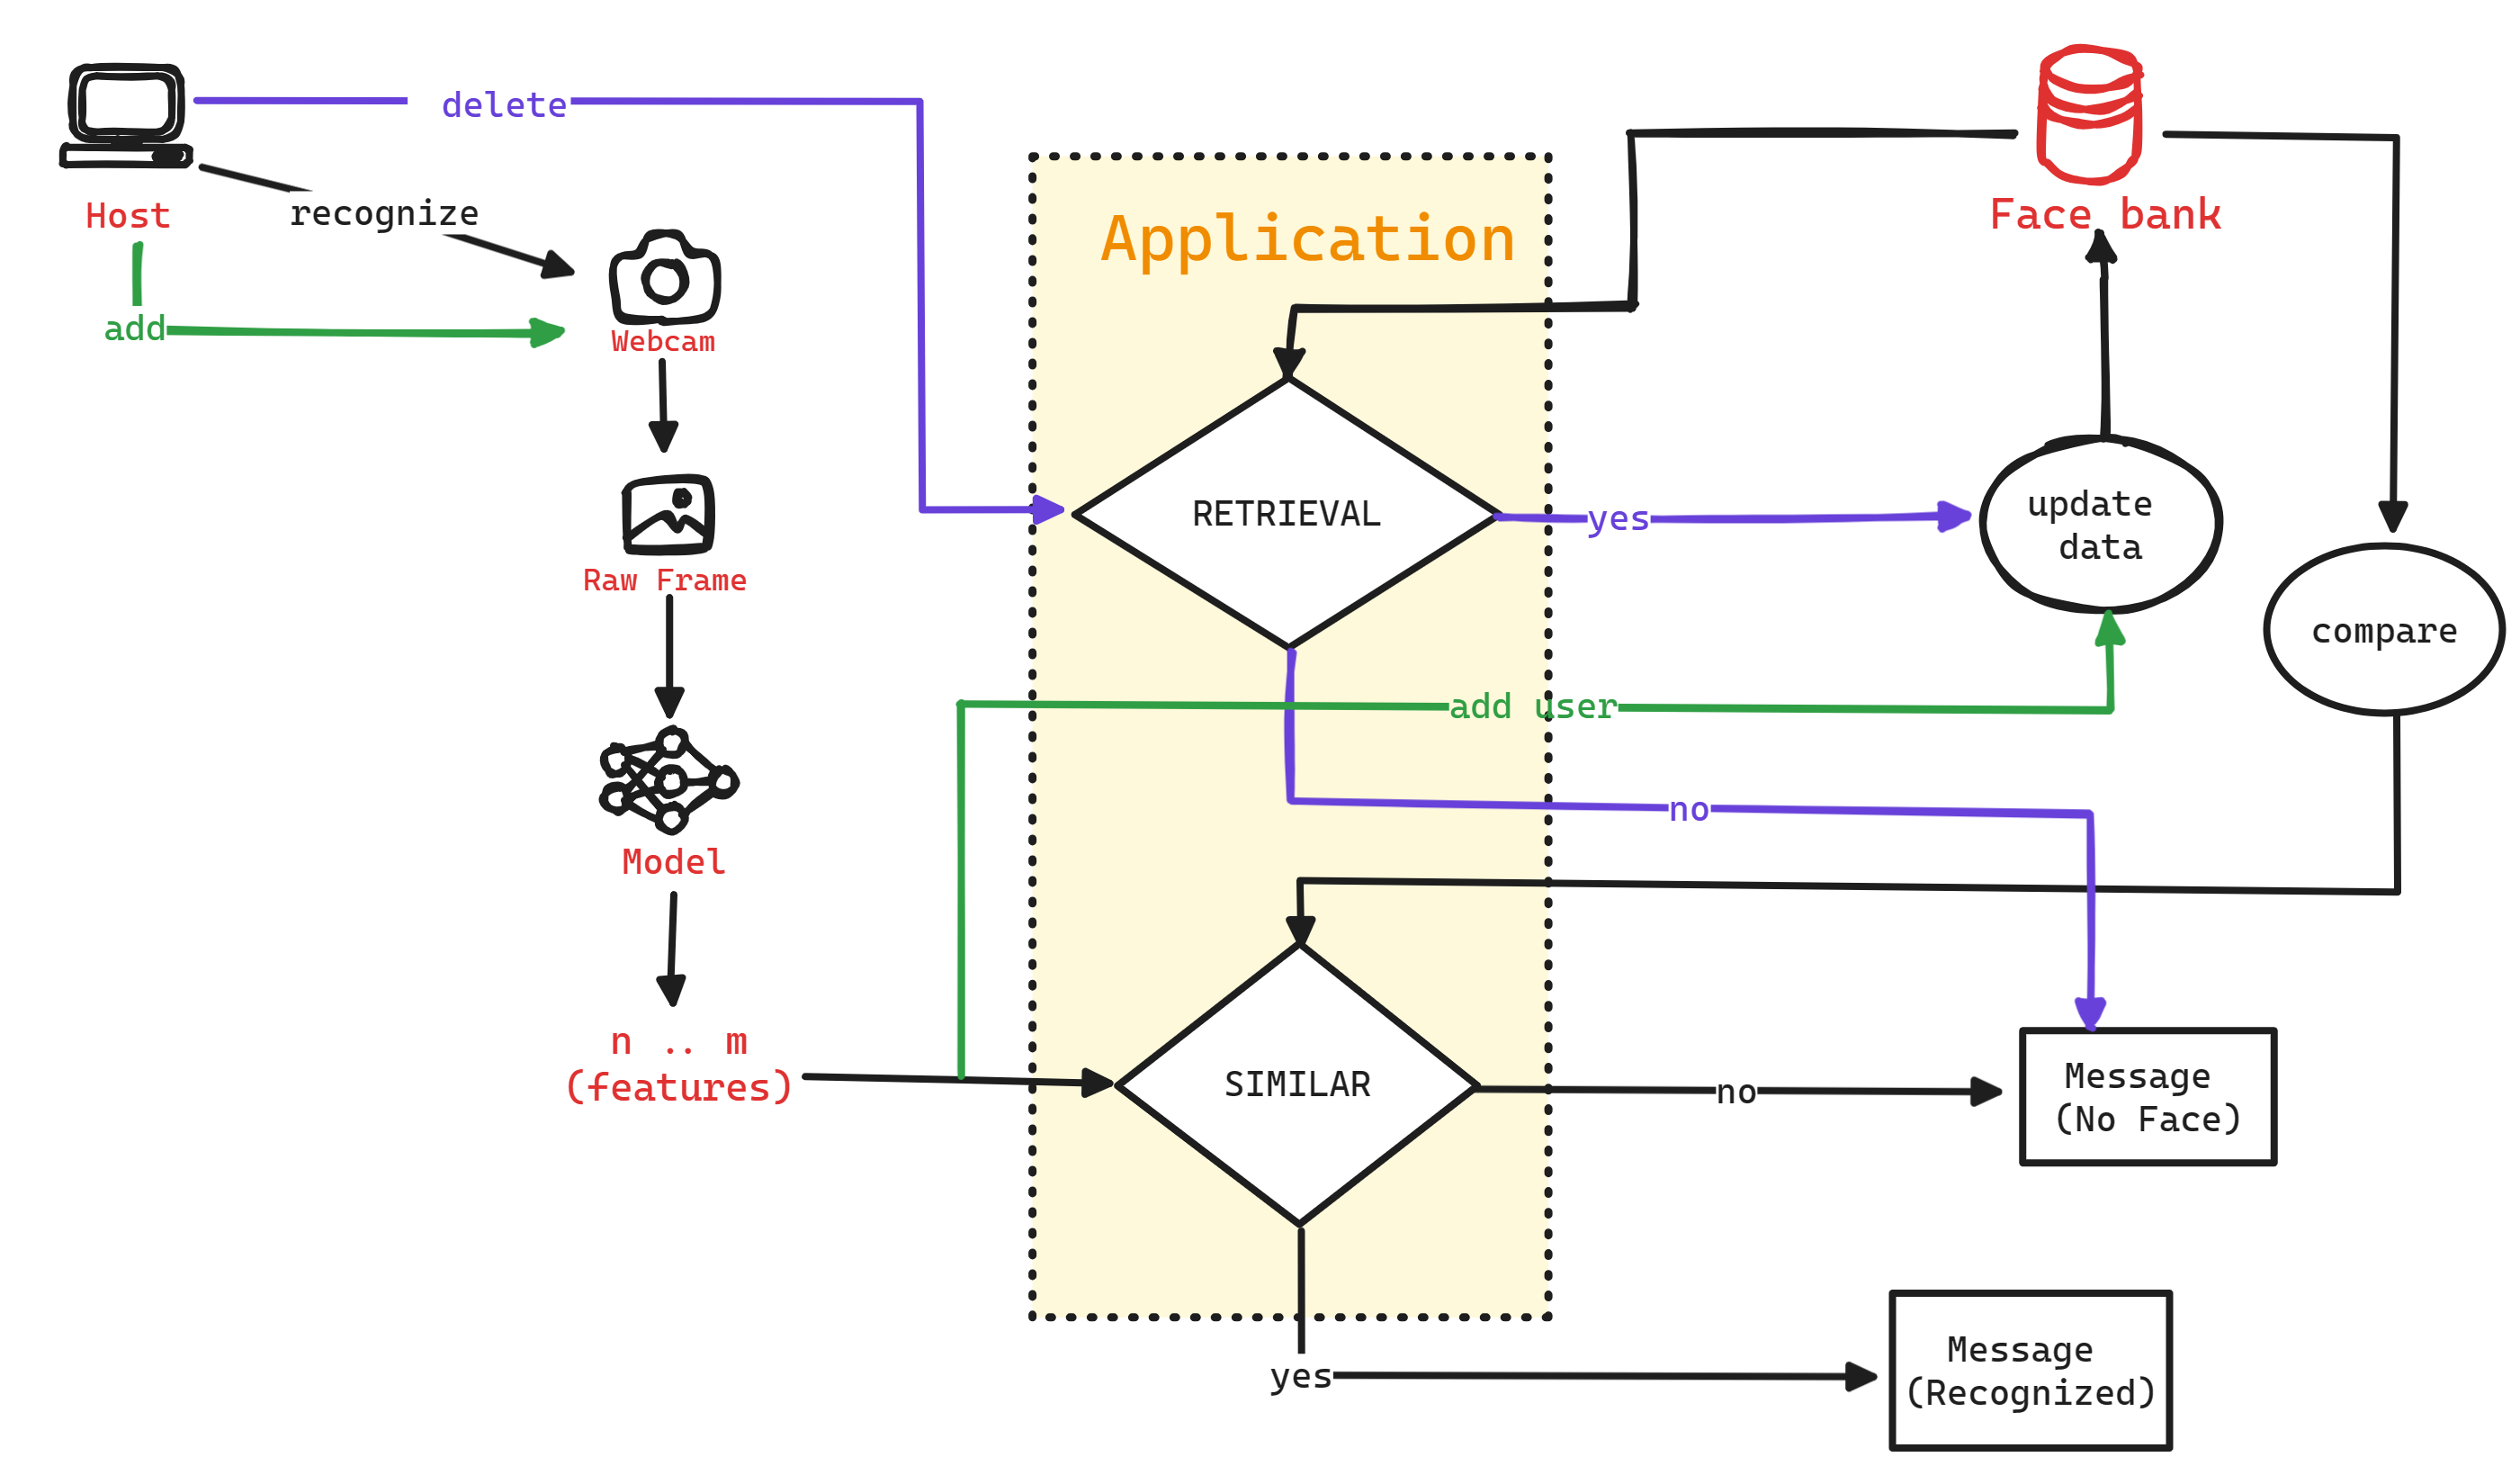 delete
Host
recognize
add
Webcam
Raw Frame
Model
n .. m
(features)
Application
RETRIEVAL
yes
add user
no
SIMILAR
no
yes
Face bank
update
data
compare
Message
(No Face)
Message
(Recognized)